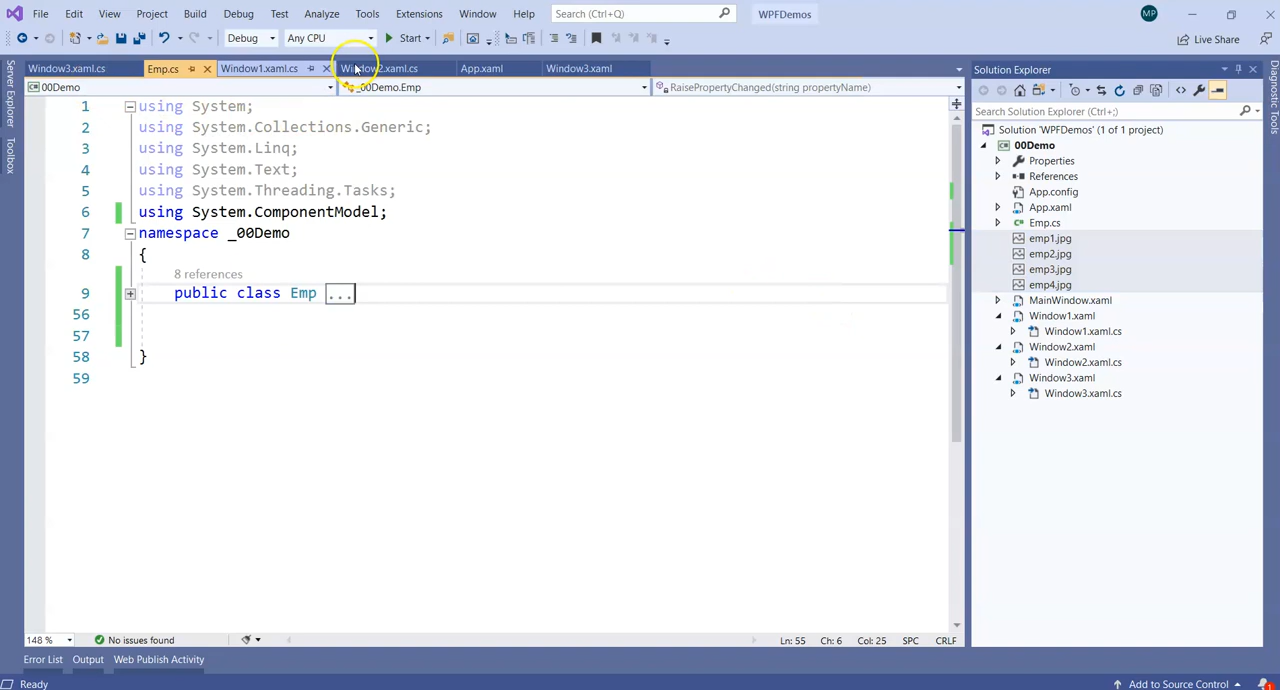 File Edit View Project Build Debug Test Analyze Tools Extensions Window Help Search (Ctrl+Q) WPFDemos MP
Debug Any CPU Start Live Share
Window3.xaml.cs Emp.cs Window1.xaml.cs Window2.xaml.cs App.xaml Window3.xaml
00Demo _00Demo.Emp RaisePropertyChanged(string propertyName)
1 using System;
2 using System.Collections.Generic;
3 using System.Linq;
4 using System.Text;
5 using System.Threading.Tasks;
6 using System.ComponentModel;
7 namespace _00Demo
8 {
8 references
9 public class Emp ...
56
57
58 }
59
148 % No issues found Ln: 55 Ch: 6 Col: 25 SPC CRLF
Error List Output Web Publish Activity
Ready Add to Source Control 1
Server Explorer
Toolbox
Solution Explorer
Search Solution Explorer (Ctrl+;)
Solution 'WPFDemos' (1 of 1 project)
00Demo
Properties
References
App.config
App.xaml
Emp.cs
emp1.jpg
emp2.jpg
emp3.jpg
emp4.jpg
MainWindow.xaml
Window1.xaml
Window1.xaml.cs
Window2.xaml
Window2.xaml.cs
Window3.xaml
Window3.xaml.cs
Diagnostic Tools